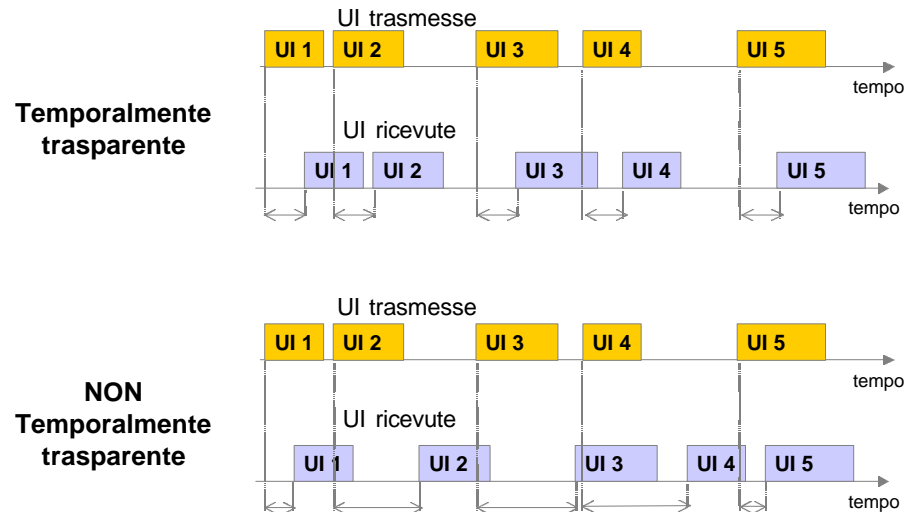 UI trasmesse
UI 1 UI 2 UI 3 UI 4 UI 5
tempo
Temporalmente
trasparente
UI ricevute
UI 1 UI 2 UI 3 UI 4 UI 5
tempo
UI trasmesse
UI 1 UI 2 UI 3 UI 4 UI 5
tempo
NON
Temporalmente
trasparente
UI ricevute
UI 1 UI 2 UI 3 UI 4 UI 5
tempo